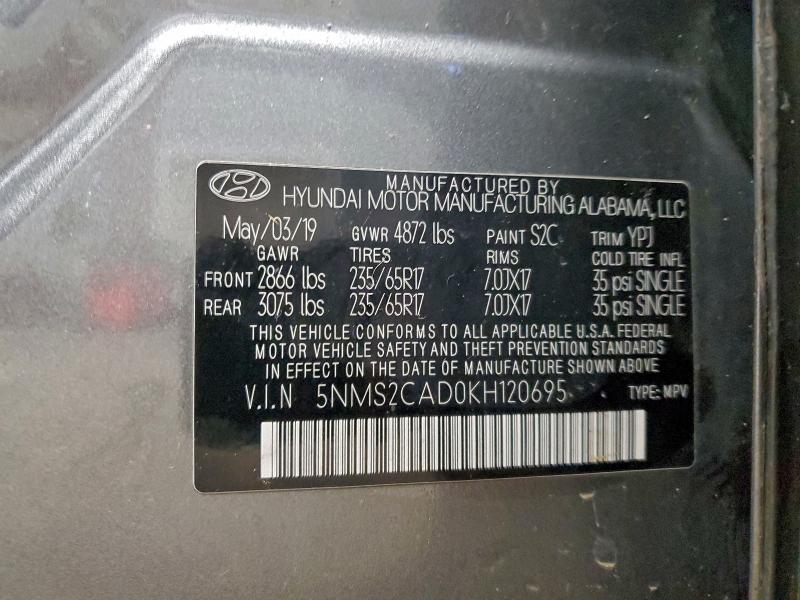 MANUFACTURED BY
HYUNDAI MOTOR MANUFACTURING ALABAMA, LLC
May/03/19 GVWR 4872 lbs PAINT S2C TRIM YPJ
GAWR TIRES RIMS COLD TIRE INFL
FRONT 2866 lbs 235/65R17 7.0JX17 35 psi SINGLE
REAR 3075 lbs 235/65R17 7.0JX17 35 psi SINGLE
THIS VEHICLE CONFORMS TO ALL APPLICABLE U.S.A. FEDERAL
MOTOR VEHICLE SAFETY AND THEFT PREVENTION STANDARDS
IN EFFECT ON THE DATE OF MANUFACTURE SHOWN ABOVE
V.I.N 5NMS2CAD0KH120695 TYPE: MPV